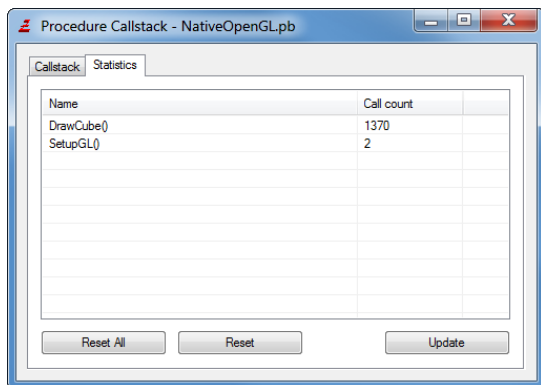 Procedure Callstack - NativeOpenGL.pb
Callstack Statistics
Name Call count
DrawCube() 1370
SetupGL() 2
Reset All Reset Update